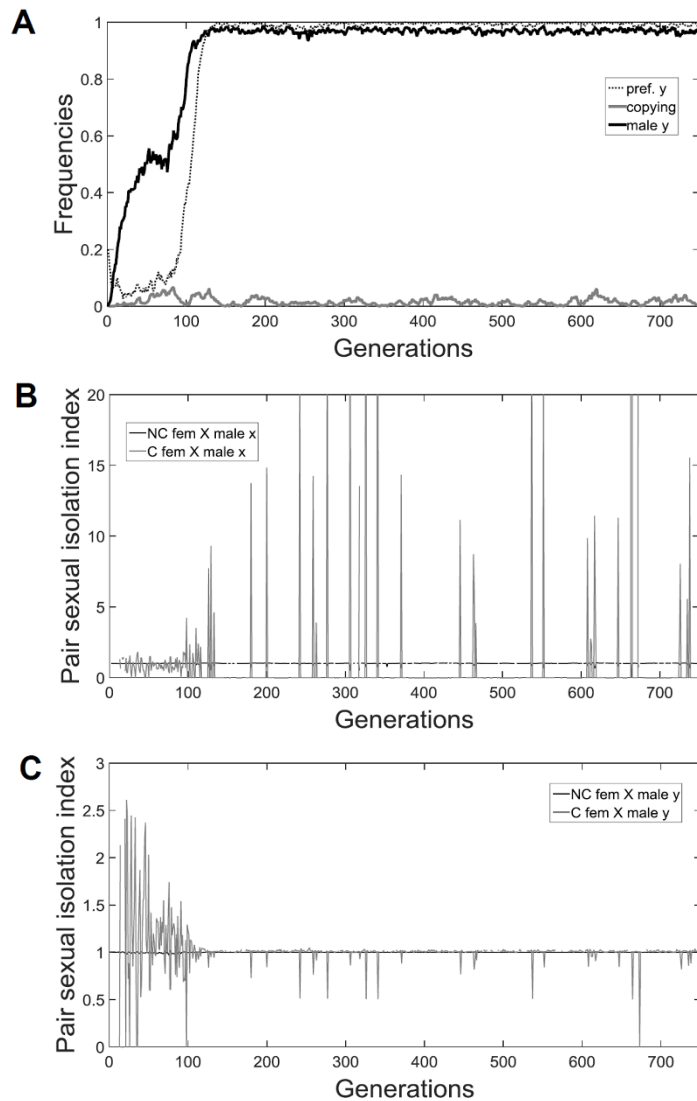 A
Frequencies
1
0.8
0.6
0.4
0.2
0
pref. y
copying
male y
0 100 200 300 400 500 600 700
Generations
B
Pair sexual isolation index
20
15
10
5
0
NC fem X male x
C fem X male x
0 100 200 300 400 500 600 700
Generations
C
Pair sexual isolation index
3
2.5
2
1.5
1
0.5
0
NC fem X male y
C fem X male y
0 100 200 300 400 500 600 700
Generations